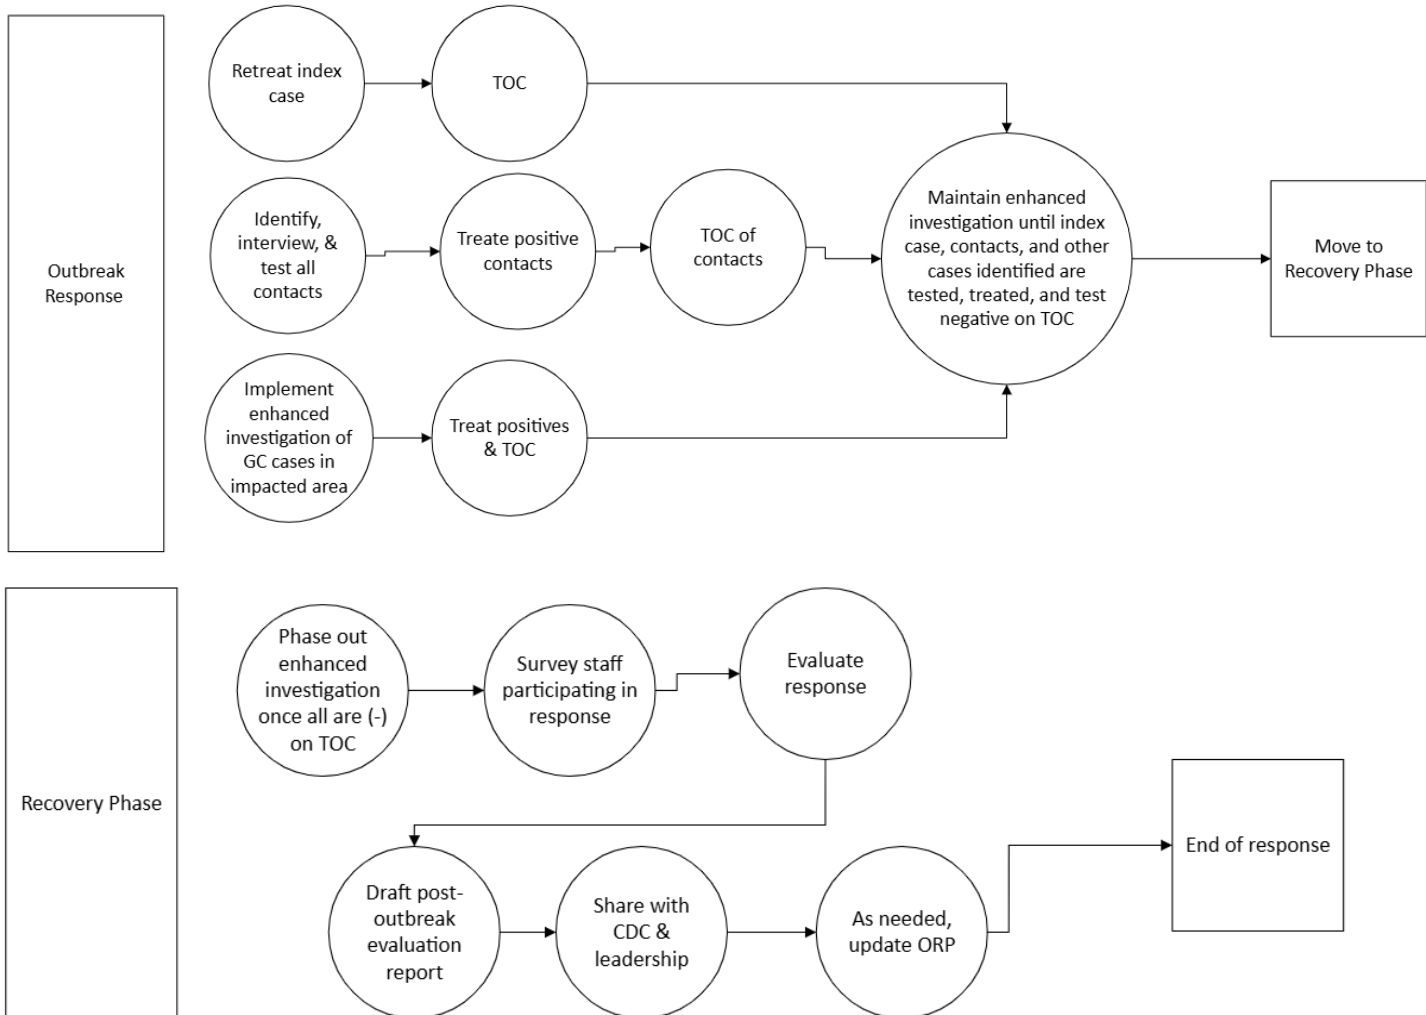 Outbreak
Response
Retreat index
case
TOC
Identify,
interview, &
test all
contacts
Treate positive
contacts
TOC of
contacts
Implement
enhanced
investigation of
GC cases in
impacted area
Treat positives
& TOC
Maintain enhanced
investigation until index
case, contacts, and other
cases identified are
tested, treated, and test
negative on TOC
Move to
Recovery Phase
Recovery Phase
Phase out
enhanced
investigation
once all are (-)
on TOC
Survey staff
participating in
response
Evaluate
response
Draft post-
outbreak
evaluation
report
Share with
CDC &
leadership
As needed,
update ORP
End of response